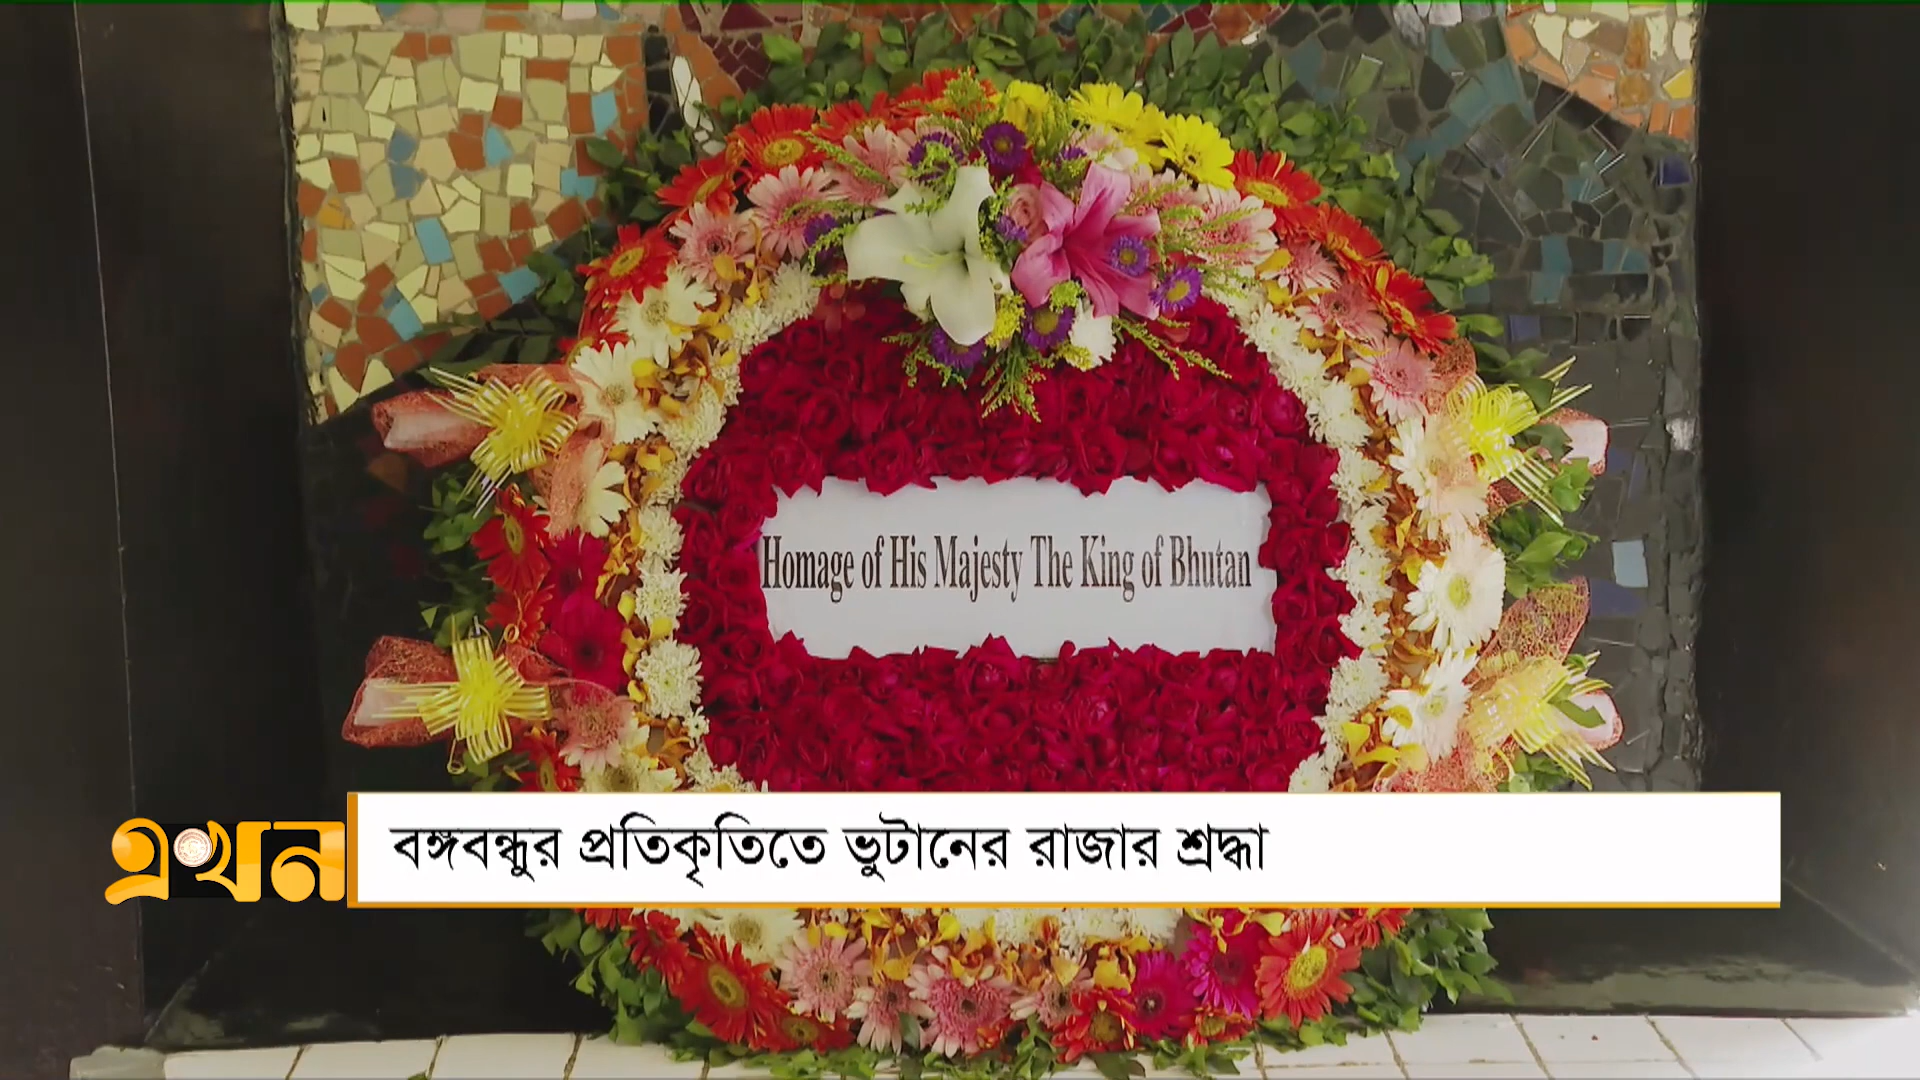 Homage of His Majesty The King of Bhutan
এখন
বঙ্গবন্ধুর প্রতিকৃতিতে ভুটানের রাজার শ্রদ্ধা